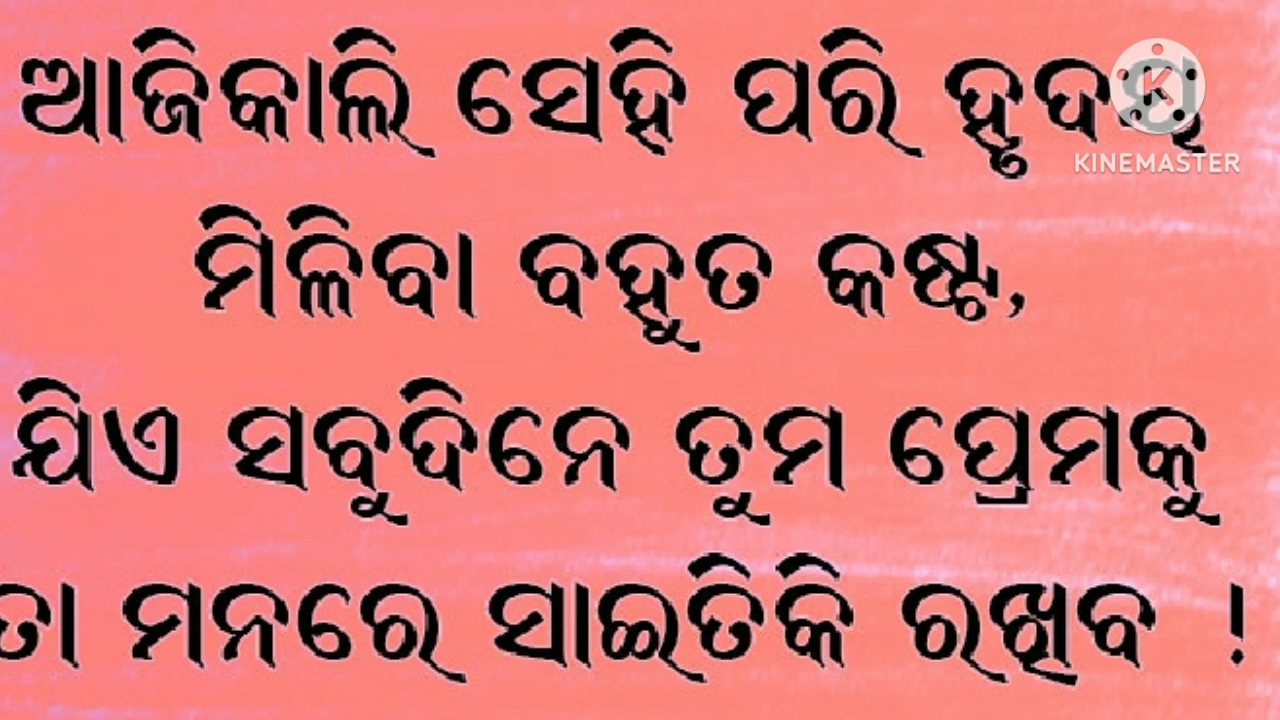 ଆଜିକାଲି ସେହି ପରି ହୃଦୟ
KINEMASTER
ମିଳିବା ବହୁତ କଷ୍ଟ,
ଯିଏ ସବୁଦିନେ ତୁମ ପ୍ରେମକୁ
ତା ମନରେ ସାଇତିକି ରଖିବ !